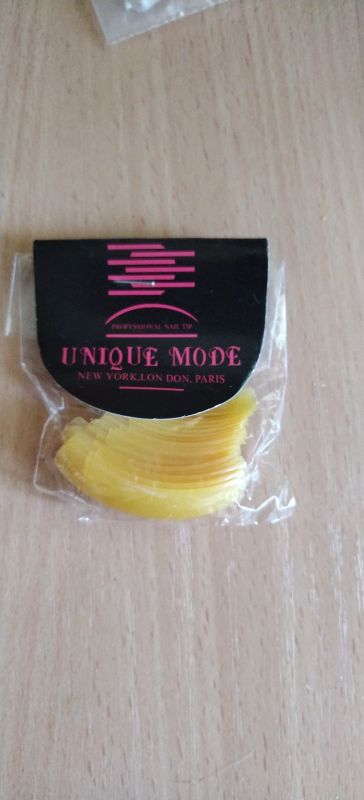 PROFESSIONAL NAIL TIP
UNIQUE MODE
NEW YORK.LON DON. PARIS